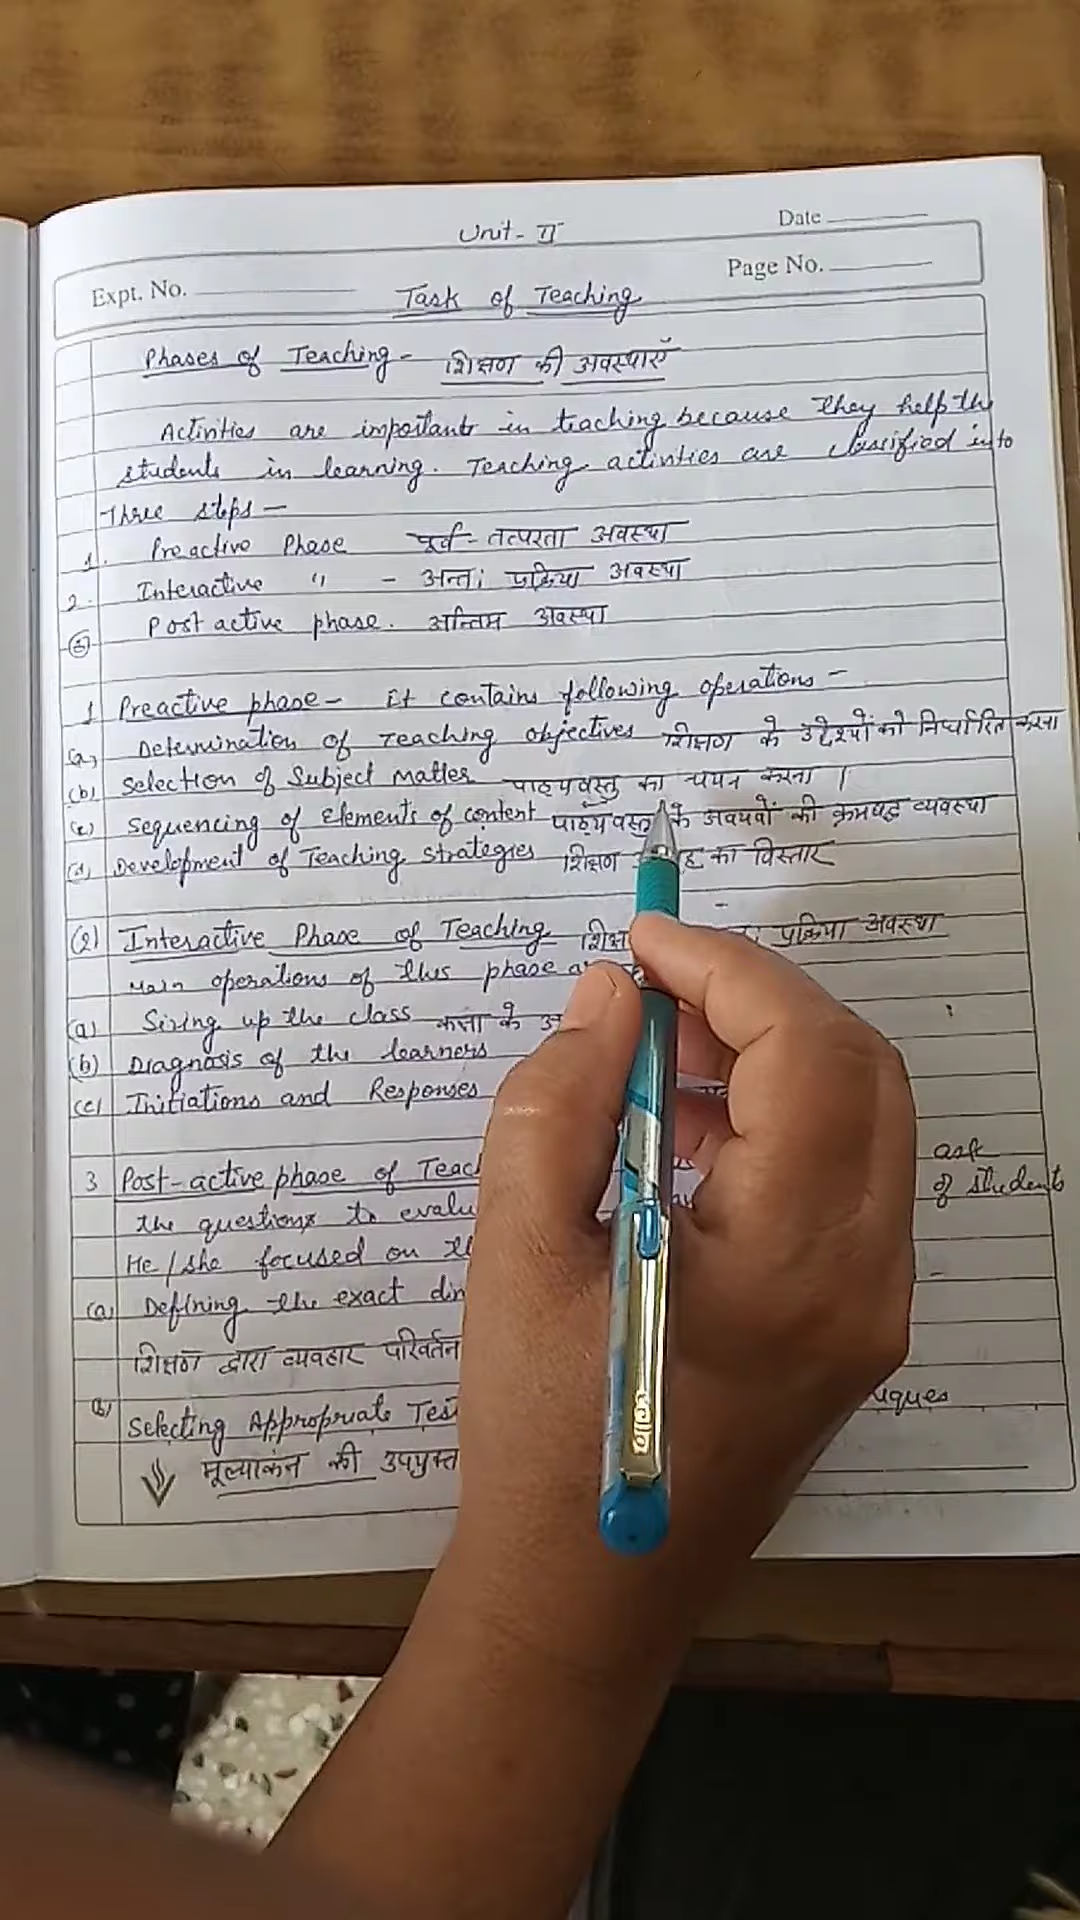 Unit - II
Date
Expt. No.
Page No.
Task of Teaching
Phases of Teaching - शिक्षण की अवस्थाएँ
Activities are important in teaching because they help the
students in learning. Teaching activities are classified into
Three steps -
1. Preactive Phase पूर्व - तत्परता अवस्था
2. Interactive " - अन्तः प्रक्रिया अवस्था
3 Post active phase. अन्तिम अवस्था
1 Preactive phase - It contains following operations -
(a) Determination of Teaching objectives शिक्षण के उद्देश्यों को निर्धारित करना
(b) Selection of Subject Matter पाठ्यवस्तु का चयन करना ।
(c) Sequencing of Elements of content पाठ्यवस्तु के अवयवों की क्रमबद्ध व्यवस्था
(d) Development of Teaching strategies शिक्षण का विस्तार
(2) Interactive Phase of Teaching प्रक्रिया अवस्था
Main operations of this phase
(a) Sizing up the class कक्षा के
(b) Diagnosis of the learners
(c) Initiations and Responses
3 Post-active phase of ask
the questions to of students
He/she focused on
(a) Defining the exact
शिक्षण द्वारा व्यवहार परिवर्तन
(b) Selecting Appropriate
मूल्यांकन की उपयुक्त
cello